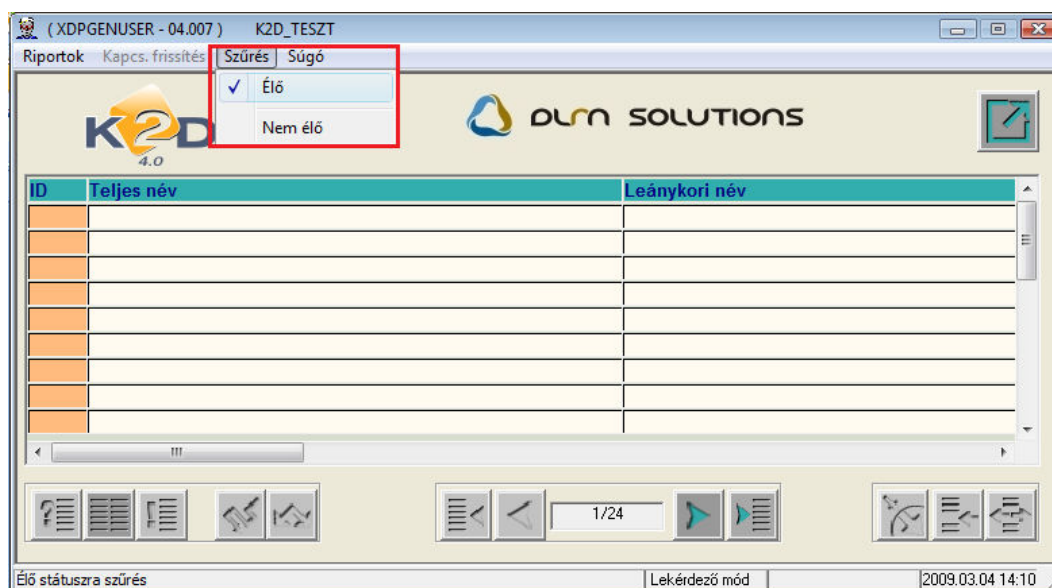 ( XDPGENUSER - 04.007 ) K2D_TESZT
Riportok Kapcs. frissítés Szűrés Súgó
Élő
Nem élő
K2D
4.0
DLM SOLUTIONS
ID Teljes név Leánykori név
1/24
Élő státuszra szűrés Lekérdező mód 2009.03.04 14:10